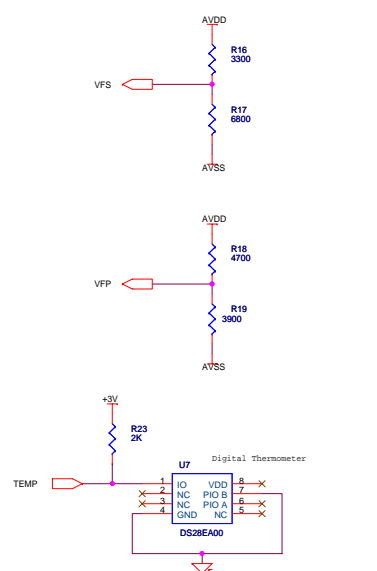 AVDD
R16
3300
VFS
R17
6800
AVSS
AVDD
R18
4700
VFP
R19
3900
AVSS
+3V
R23
2K
Digital Thermometer
U7
TEMP
1 IO VDD 8
2 NC PIO B 7
3 NC PIO A 6
4 GND NC 5
DS28EA00